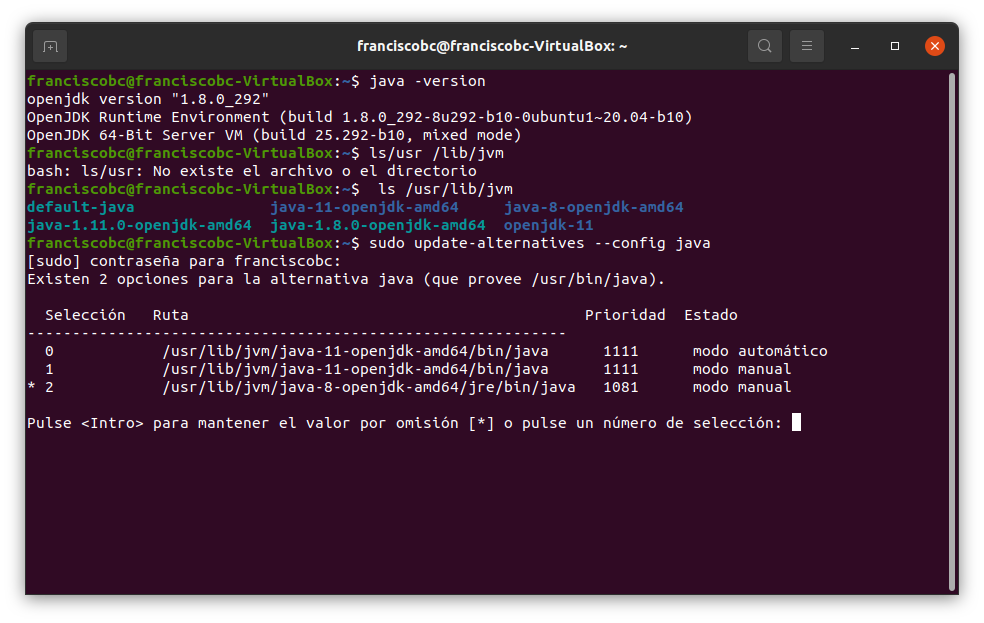 franciscobc@franciscobc-VirtualBox: ~
franciscobc@franciscobc-VirtualBox:~$ java -version
openjdk version "1.8.0_292"
OpenJDK Runtime Environment (build 1.8.0_292-8u292-b10-0ubuntu1~20.04-b10)
OpenJDK 64-Bit Server VM (build 25.292-b10, mixed mode)
franciscobc@franciscobc-VirtualBox:~$ ls/usr /lib/jvm
bash: ls/usr: No existe el archivo o el directorio
franciscobc@franciscobc-VirtualBox:~$  ls /usr/lib/jvm
default-java               java-11-openjdk-amd64     java-8-openjdk-amd64
java-1.11.0-openjdk-amd64  java-1.8.0-openjdk-amd64  openjdk-11
franciscobc@franciscobc-VirtualBox:~$ sudo update-alternatives --config java
[sudo] contraseña para franciscobc:
Existen 2 opciones para la alternativa java (que provee /usr/bin/java).
  Selección   Ruta                                            Prioridad  Estado
------------------------------------------------------------
  0            /usr/lib/jvm/java-11-openjdk-amd64/bin/java      1111      modo automático
  1            /usr/lib/jvm/java-11-openjdk-amd64/bin/java      1111      modo manual
* 2            /usr/lib/jvm/java-8-openjdk-amd64/jre/bin/java   1081      modo manual
Pulse <Intro> para mantener el valor por omisión [*] o pulse un número de selección: